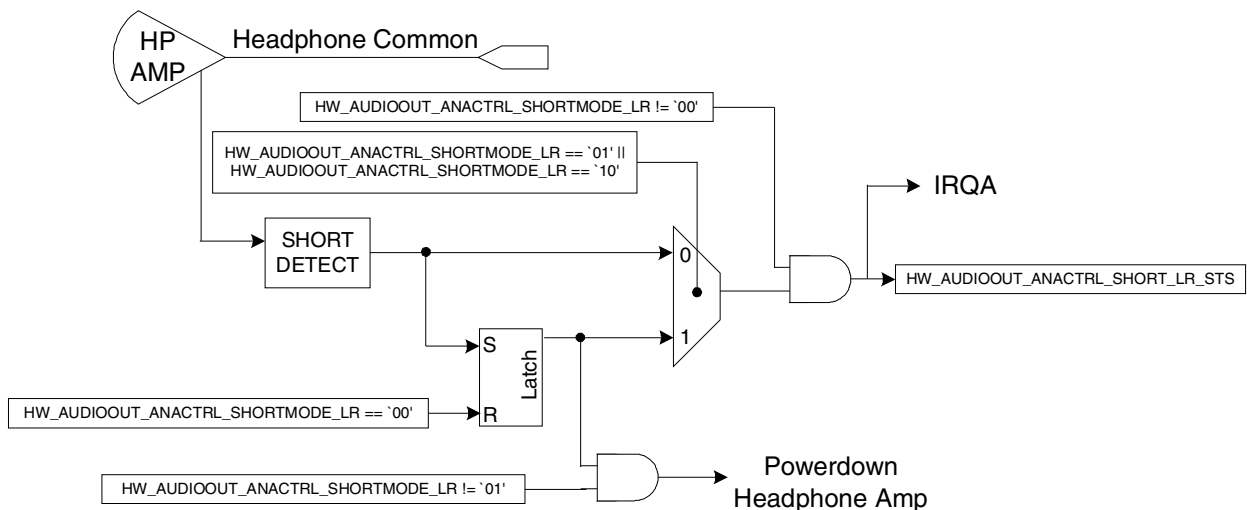 HP
AMP
Headphone Common
HW_AUDIOOUT_ANACTRL_SHORTMODE_LR != `00'
HW_AUDIOOUT_ANACTRL_SHORTMODE_LR == `01' ||
HW_AUDIOOUT_ANACTRL_SHORTMODE_LR == `10'
IRQA
SHORT
DETECT
0
HW_AUDIOOUT_ANACTRL_SHORT_LR_STS
1
S
Latch
R
HW_AUDIOOUT_ANACTRL_SHORTMODE_LR == `00'
HW_AUDIOOUT_ANACTRL_SHORTMODE_LR != `01'
Powerdown
Headphone Amp